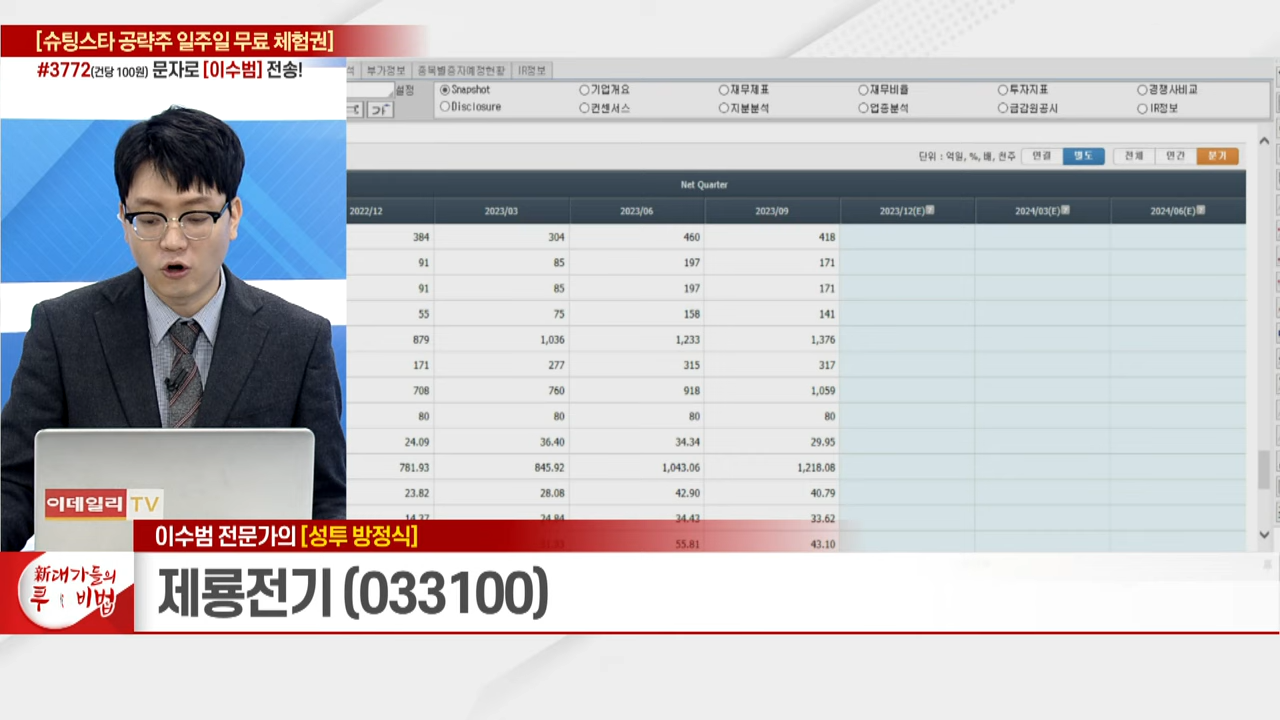 [슈팅스타 공략주 일주일 무료 체험권]
#3772(건당 100원) 문자로 [이수범] 전송!
석 부가정보 종목별증자예정현황 IR정보
설정 Snapshot 기업개요 재무제표 재무비율 투자지표 경쟁사비교
가 Disclosure 컨센서스 지분분석 업종분석 금감원공시 IR정보
단위 : 억원, %, 배, 천주 연결 별도 전체 연간 분기
Net Quarter
2022/12 2023/03 2023/06 2023/09 2023/12(E) 2024/03(E) 2024/06(E)
384 304 460 418
91 85 197 171
91 85 197 171
55 75 158 141
879 1,036 1,233 1,376
171 277 315 317
708 760 918 1,059
80 80 80 80
24.09 36.40 34.34 29.95
781.93 845.92 1,043.06 1,218.08
23.82 28.08 42.90 40.79
14.27 24.84 34.43 33.62
55.81 43.10
이데일리 TV
이수범 전문가의 [성투 방정식]
新대가들의
투자비법
제룡전기 (033100)